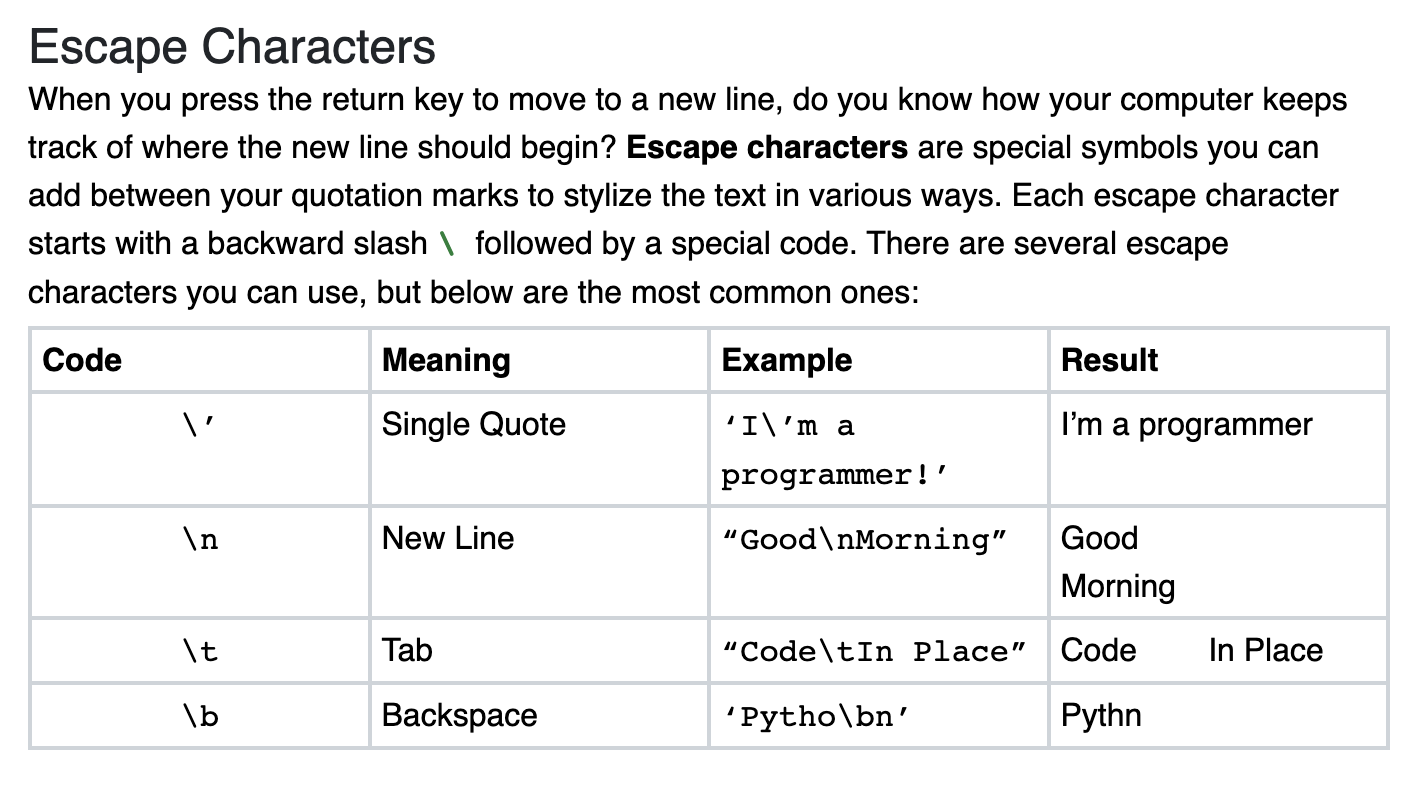 Escape Characters
When you press the return key to move to a new line, do you know how your computer keeps
track of where the new line should begin? Escape characters are special symbols you can
add between your quotation marks to stylize the text in various ways. Each escape character
starts with a backward slash \ followed by a special code. There are several escape
characters you can use, but below are the most common ones:
Code Meaning Example Result
\’ Single Quote ‘I\’m a I’m a programmer
programmer!’
\n New Line “Good\nMorning” Good
Morning
\t Tab “Code\tIn Place” Code In Place
\b Backspace ‘Pytho\bn’ Pythn